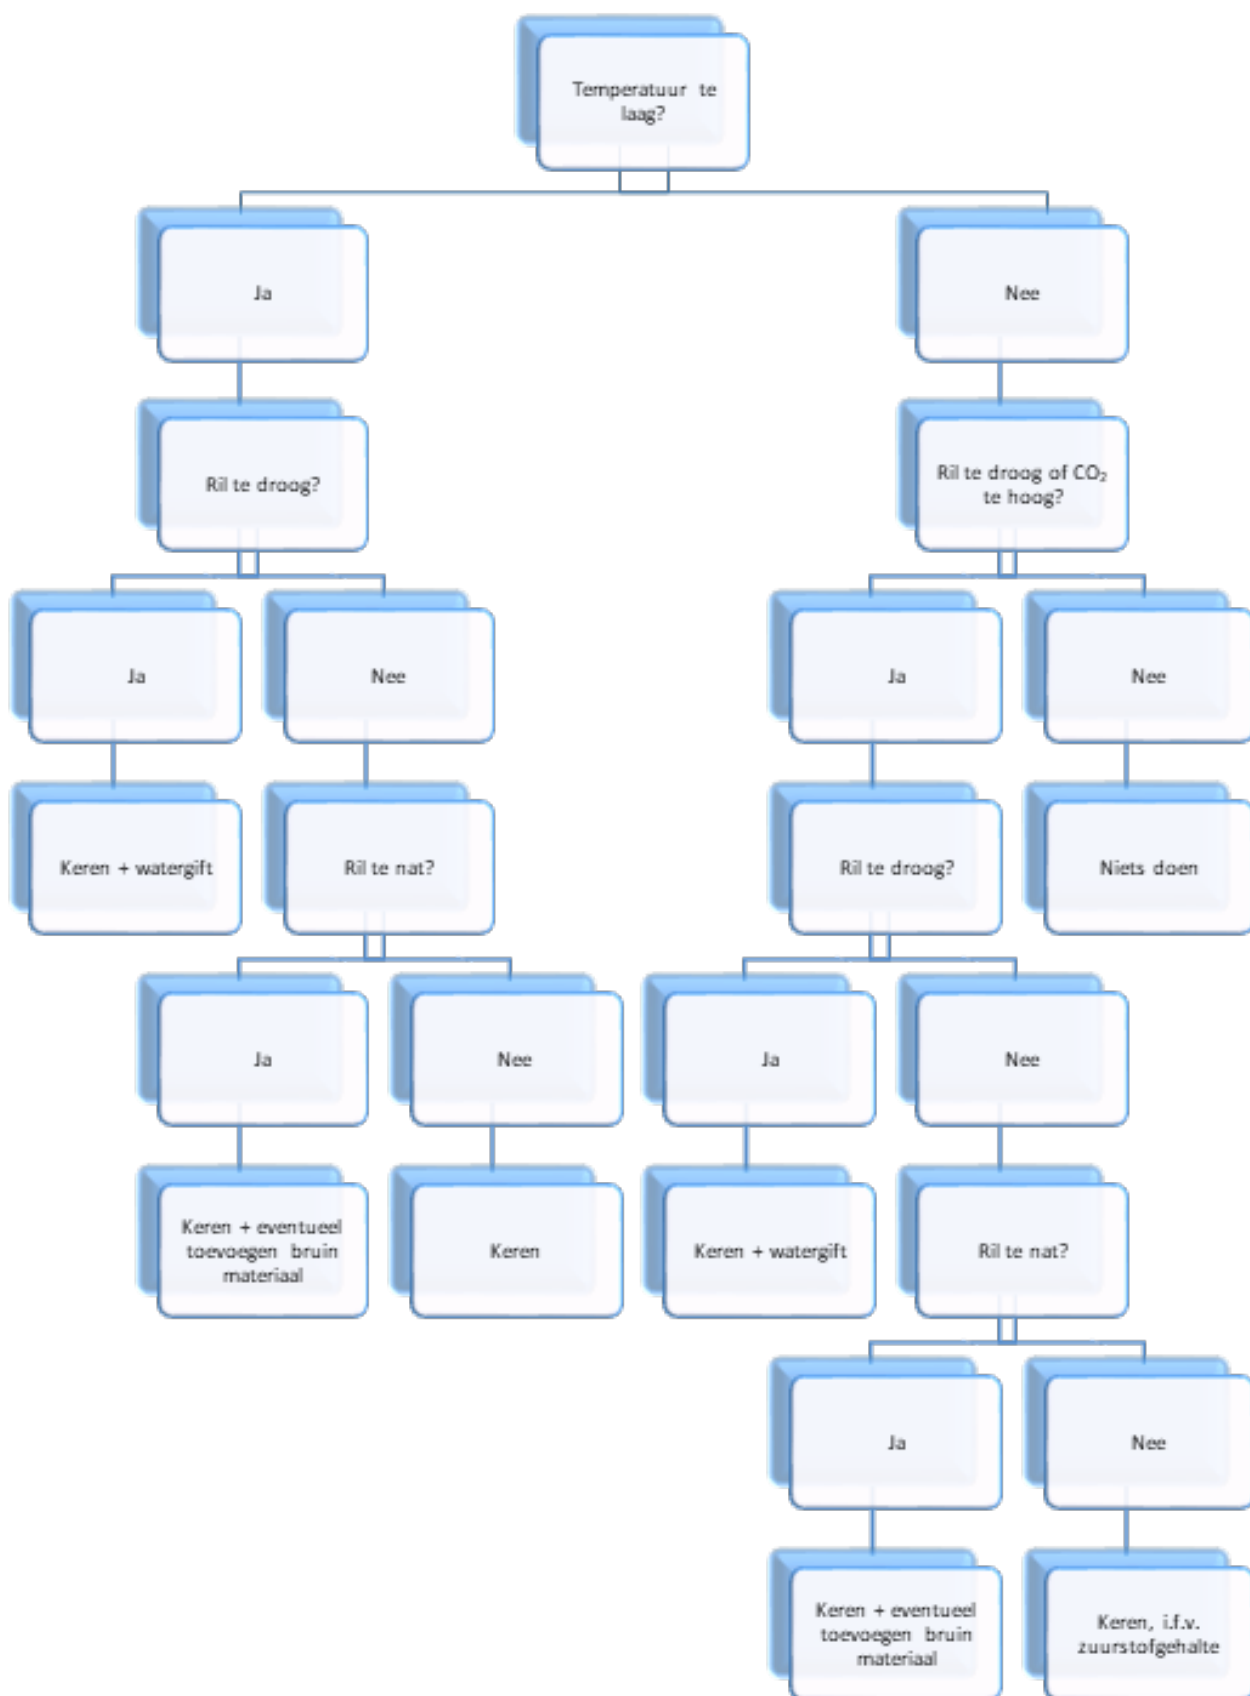 Temperatuur te
laag?
Ja
Nee
Ril te droog?
Ril te droog of CO₂
te hoog?
Ja
Nee
Ja
Nee
Keren + watergift
Ril te nat?
Ril te droog?
Niets doen
Ja
Nee
Ja
Nee
Keren + eventueel
toevoegen bruin
materiaal
Keren
Keren + watergift
Ril te nat?
Ja
Nee
Keren + eventueel
toevoegen bruin
materiaal
Keren, i.f.v.
zuurstofgehalte